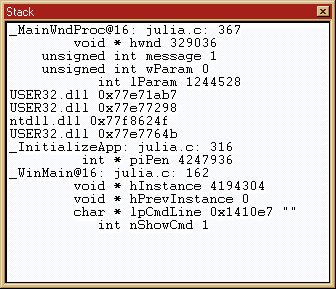 Stack
_MainWndProc@16: julia.c: 367
void * hwnd 329036
unsigned int message 1
unsigned int wParam 0
int lParam 1244528
USER32.dll 0x77e71ab7
USER32.dll 0x77e77298
ntdll.dll 0x77f8624f
USER32.dll 0x77e7764b
_InitializeApp: julia.c: 316
int * piPen 4247936
_WinMain@16: julia.c: 162
void * hInstance 4194304
void * hPrevInstance 0
char * lpCmdLine 0x1410e7 ""
int nShowCmd 1